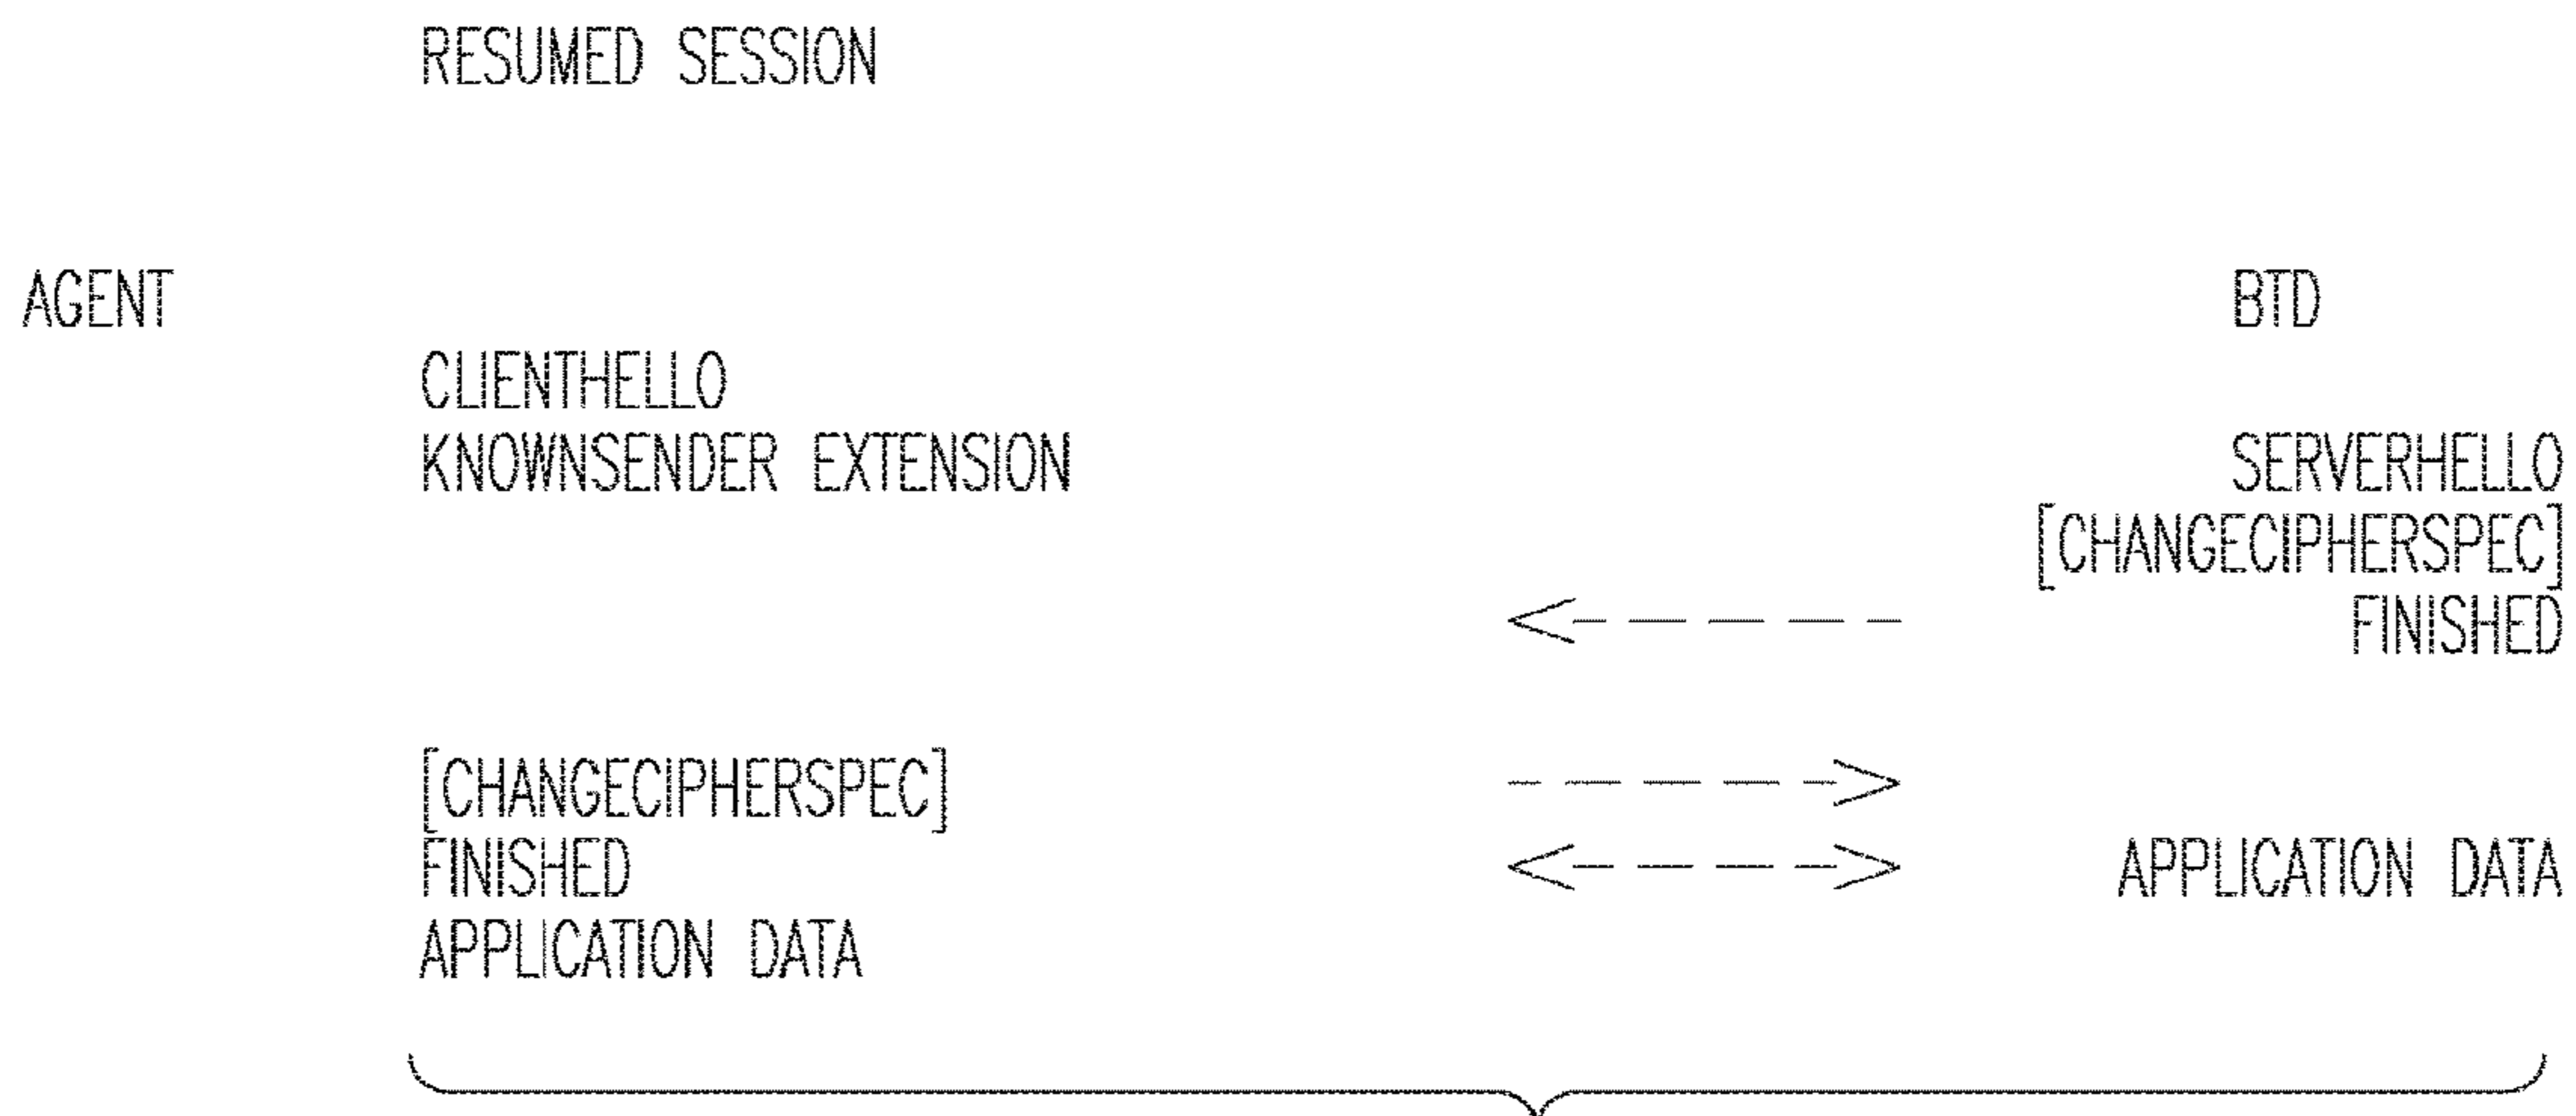 RESUMED SESSION
AGENT BTD
CLIENTHELLO
KNOWNSENDER EXTENSION SERVERHELLO
[CHANGECIPHERSPEC]
FINISHED
[CHANGECIPHERSPEC]
FINISHED APPLICATION DATA
APPLICATION DATA